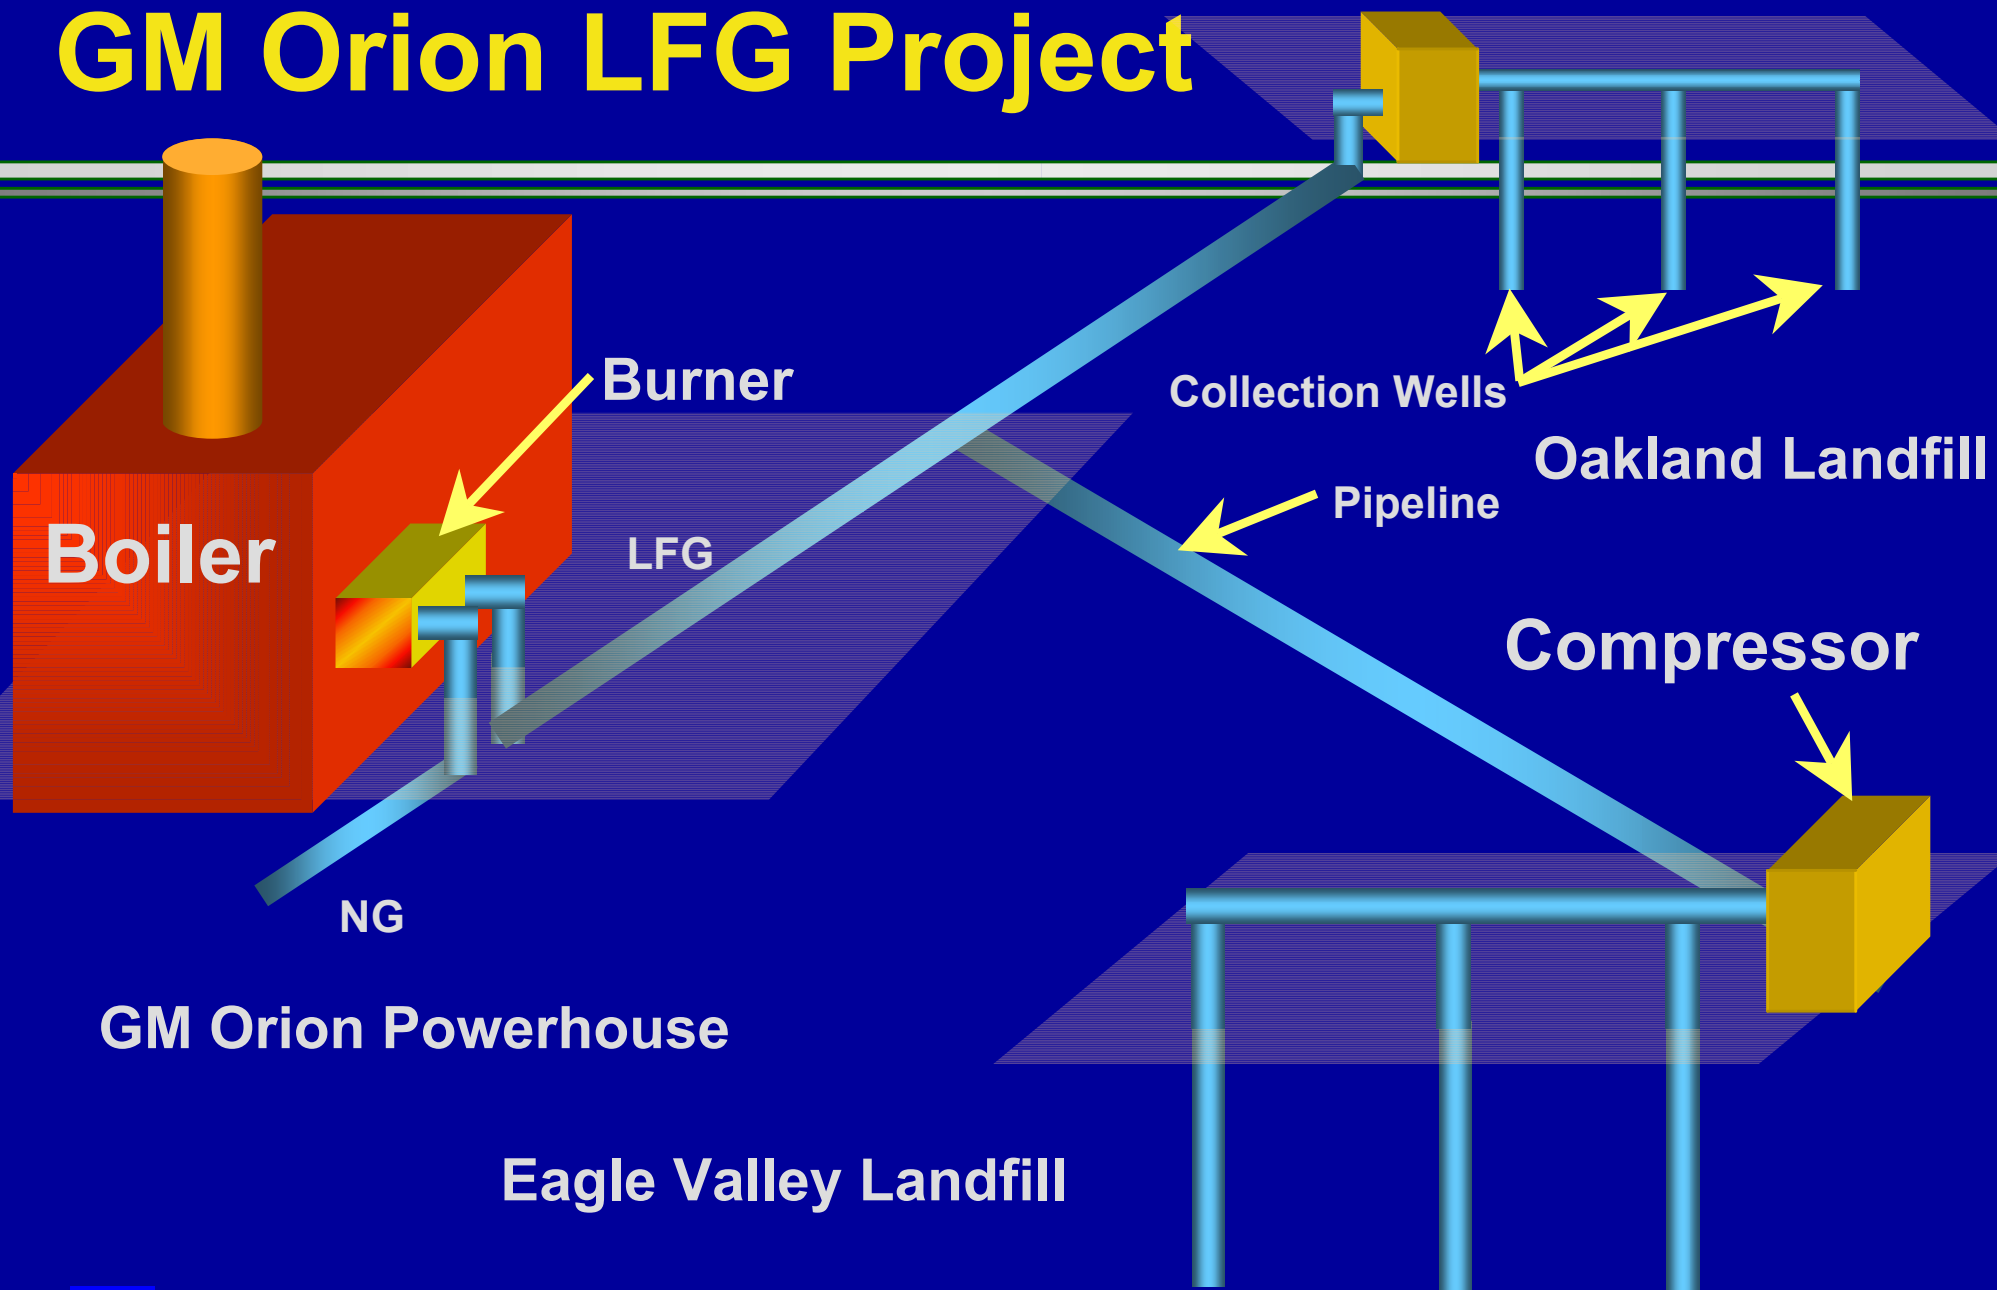 GM Orion LFG Project
Burner
Collection Wells
Oakland Landfill
Pipeline
Boiler
LFG
Compressor
NG
GM Orion Powerhouse
Eagle Valley Landfill